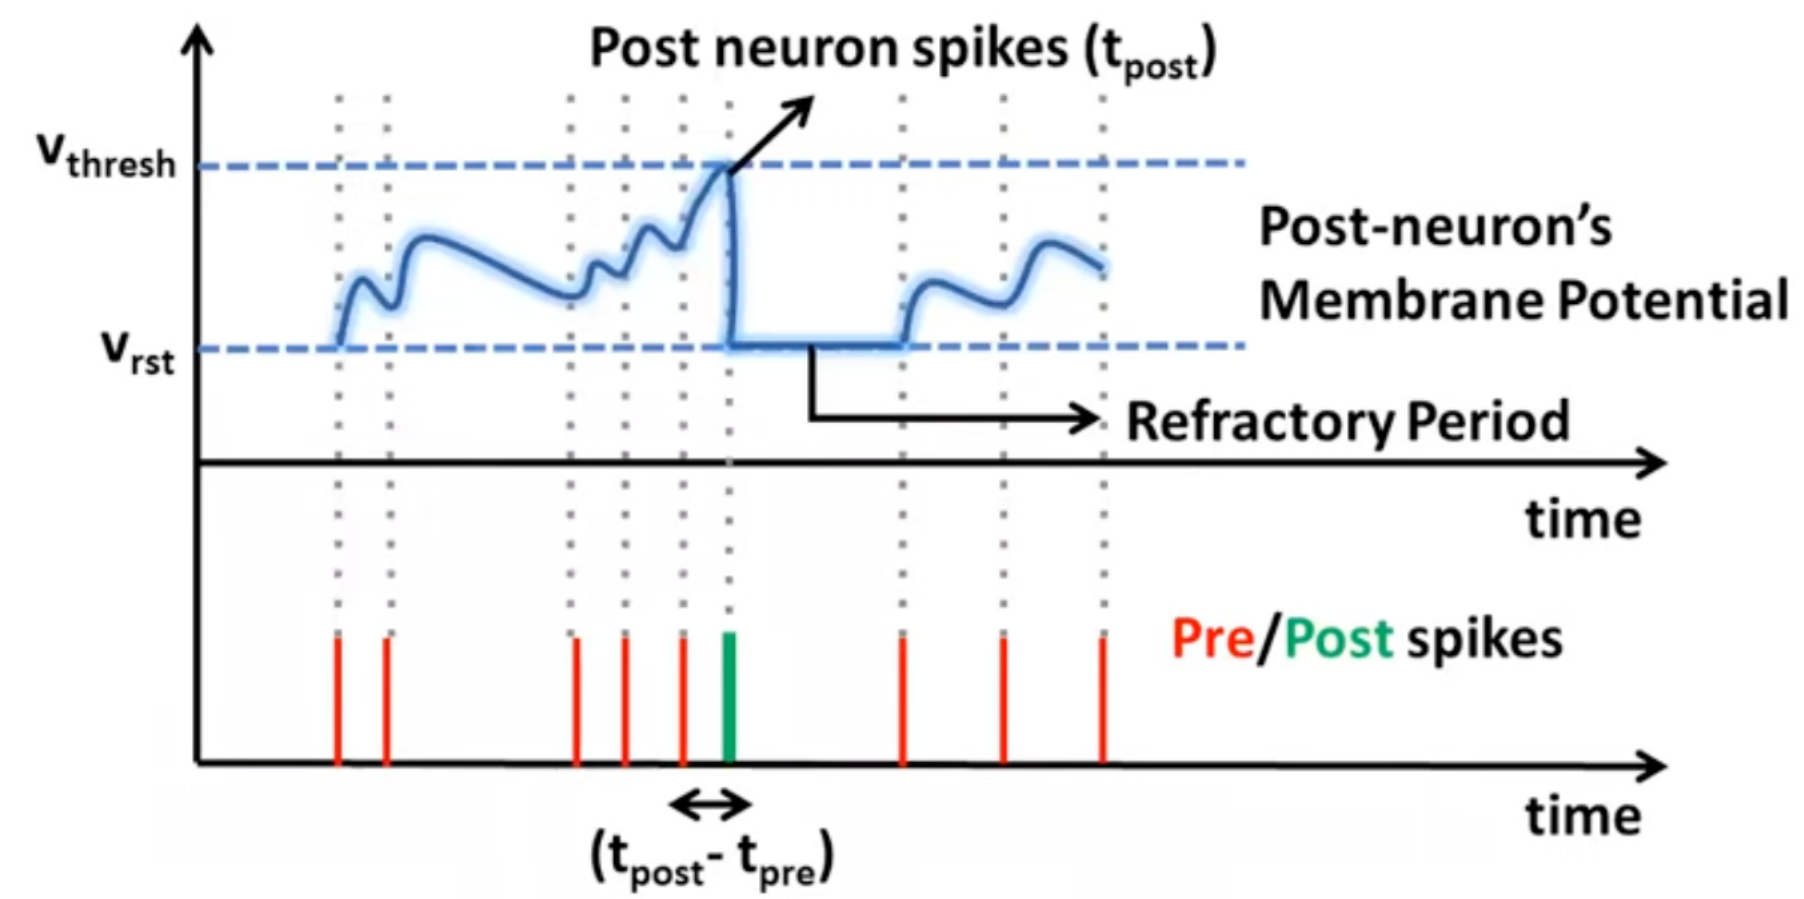 Post neuron spikes (tpost)
vthresh
Post-neuron's
Membrane Potential
vrst
Refractory Period
time
Pre/Post spikes
time
(tpost- tpre)